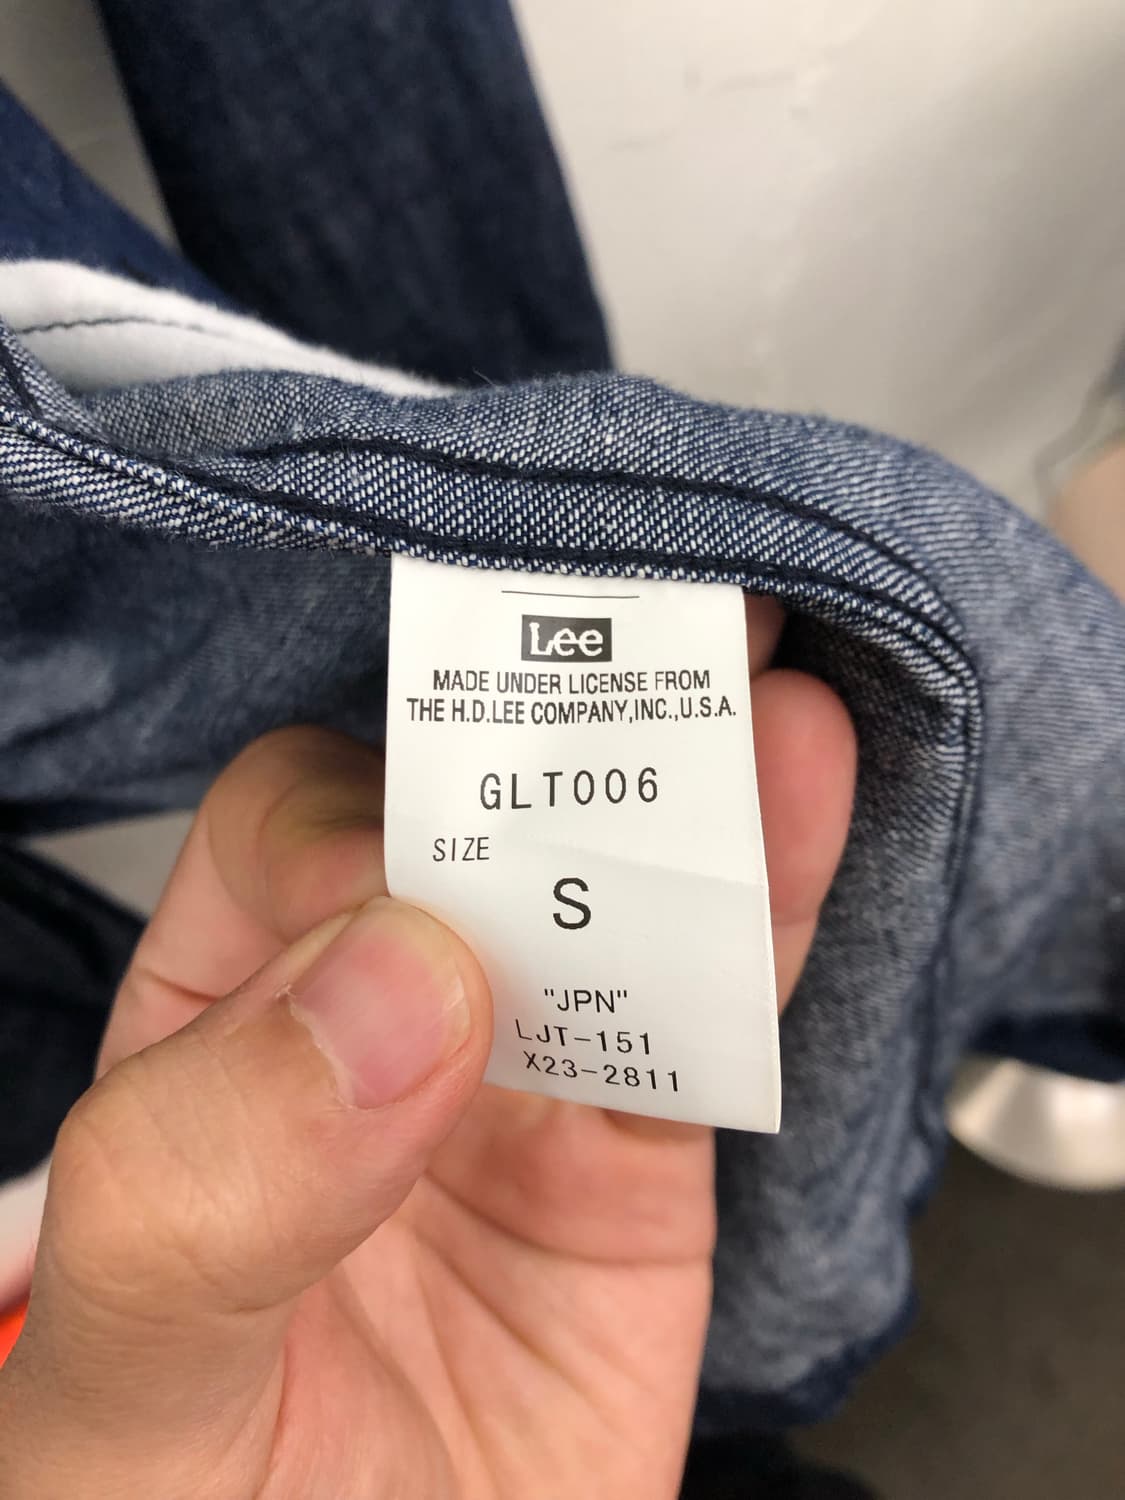 Lee
MADE UNDER LICENSE FROM
THE H.D.LEE COMPANY,INC.,U.S.A.
GLT006
SIZE
S
"JPN"
LJT-151
X23-2811